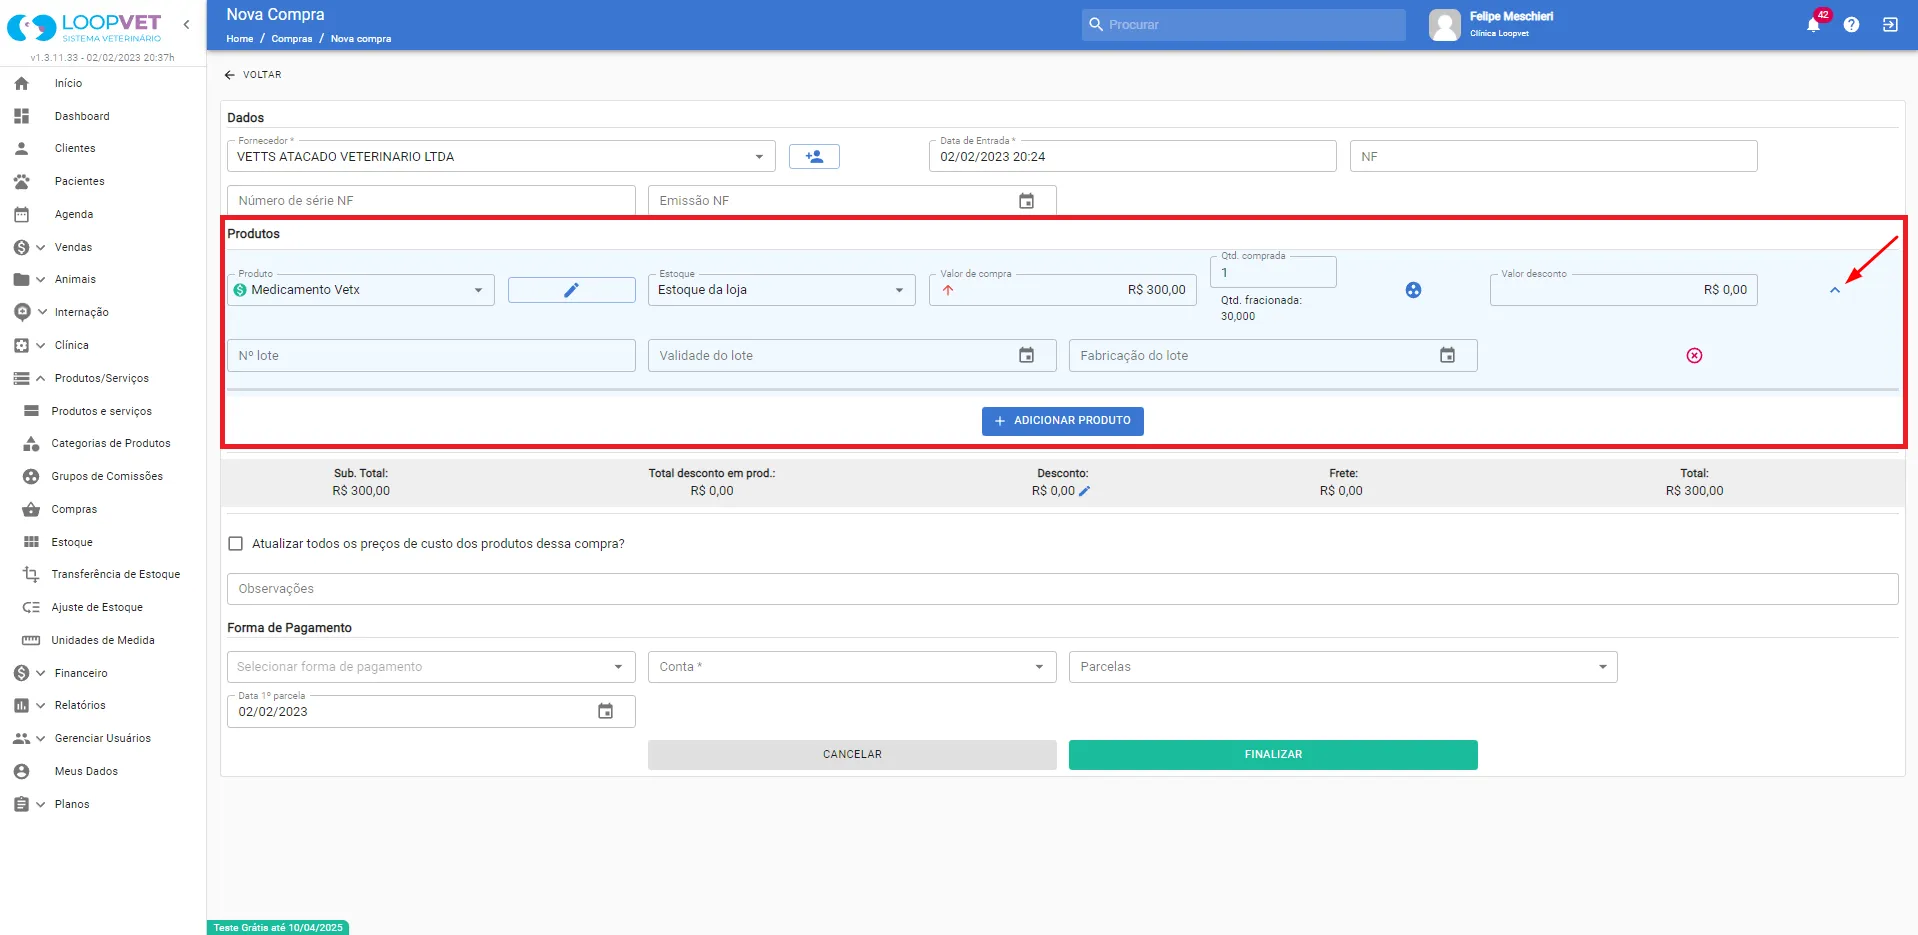 LOOPVET
SISTEMA VETERINÁRIO
v1.3.11.33 - 02/02/2023 20:37h
Início
Dashboard
Clientes
Pacientes
Agenda
Vendas
Animais
Internação
Clínica
Produtos/Serviços
Produtos e serviços
Categorias de Produtos
Grupos de Comissões
Compras
Estoque
Transferência de Estoque
Ajuste de Estoque
Unidades de Medida
Financeiro
Relatórios
Gerenciar Usuários
Meus Dados
Planos
Nova Compra
Home / Compras / Nova compra
Procurar
Felipe Meschieri
Clínica Loopvet
42
VOLTAR
Dados
Fornecedor *
VETTS ATACADO VETERINARIO LTDA
Data de Entrada *
02/02/2023 20:24
NF
Número de série NF
Emissão NF
Produtos
Produto
Medicamento Vetx
Estoque
Estoque da loja
Valor de compra
R$ 300,00
Qtd. comprada
1
Qtd. fracionada:
30,000
Valor desconto
R$ 0,00
Nº lote
Validade do lote
Fabricação do lote
+ ADICIONAR PRODUTO
Sub. Total:
R$ 300,00
Total desconto em prod.:
R$ 0,00
Desconto:
R$ 0,00
Frete:
R$ 0,00
Total:
R$ 300,00
Atualizar todos os preços de custo dos produtos dessa compra?
Observações
Forma de Pagamento
Selecionar forma de pagamento
Conta *
Parcelas
Data 1º parcela
02/02/2023
CANCELAR
FINALIZAR
Teste Grátis até 10/04/2025